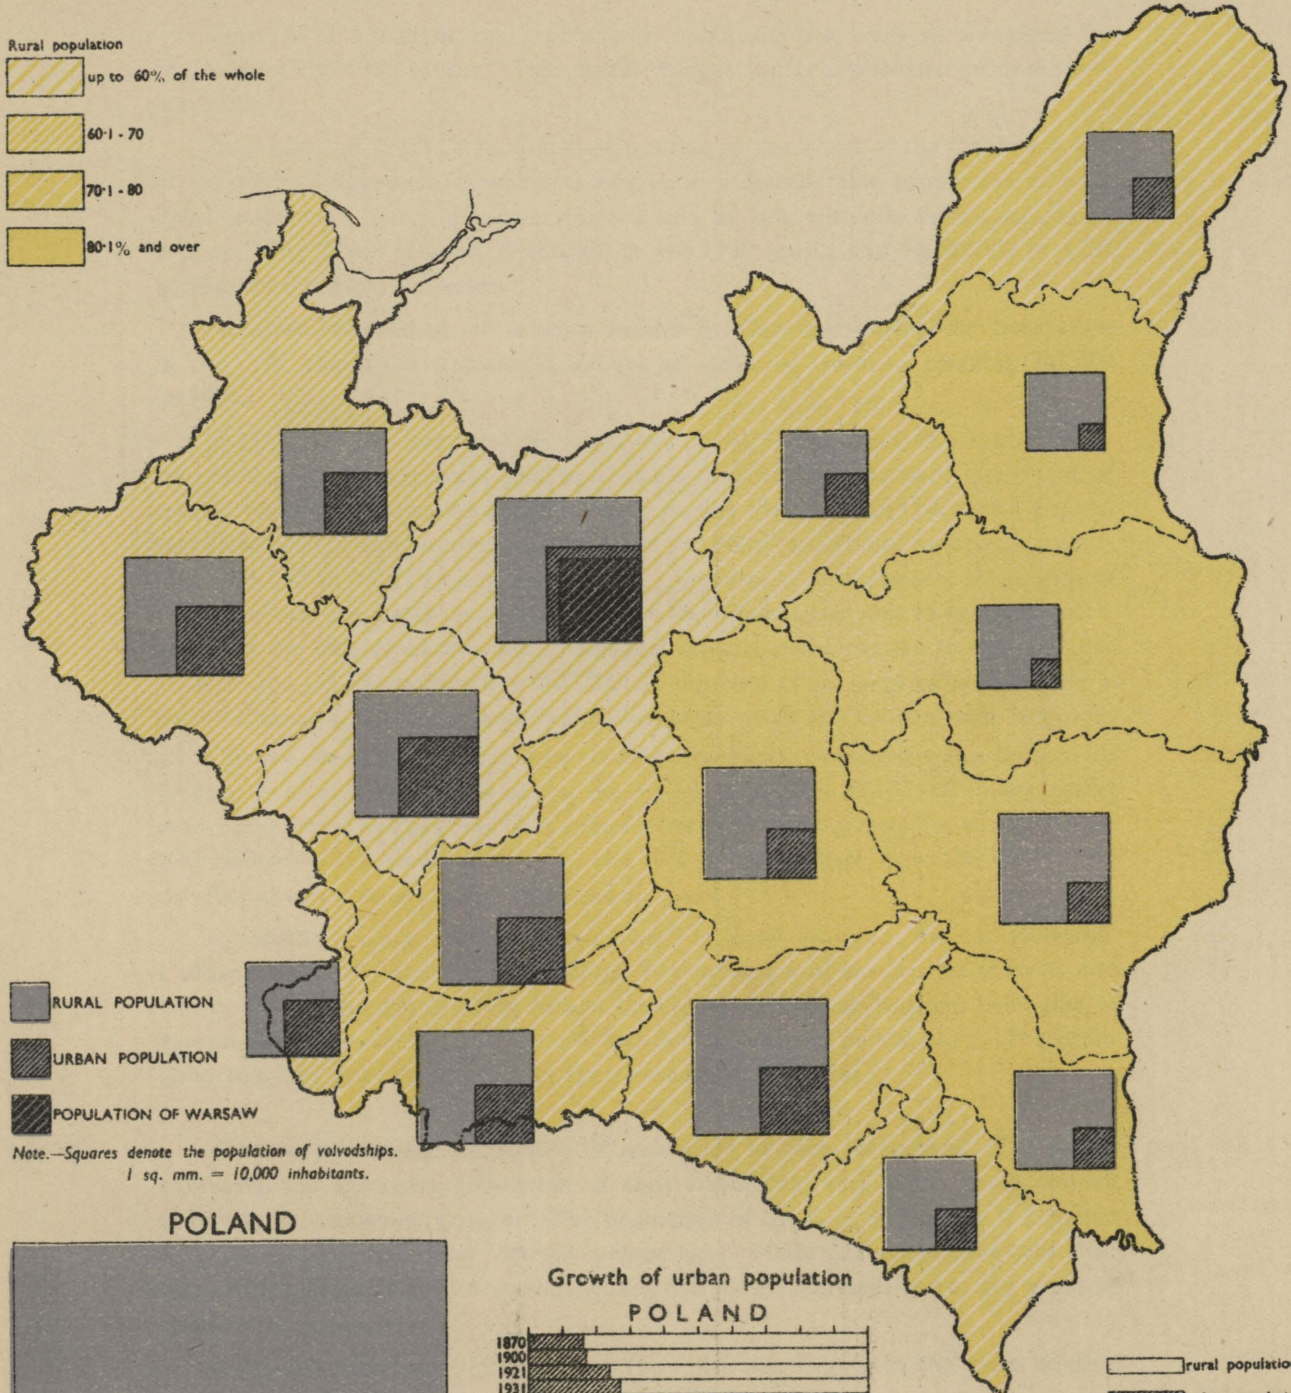 Rural population
up to 60% of the whole
60·1 - 70
70·1 - 80
80·1% and over
RURAL POPULATION
URBAN POPULATION
POPULATION OF WARSAW
Note.—Squares denote the population of voivodships.
1 sq. mm. = 10,000 inhabitants.
POLAND
Growth of urban population
POLAND
1870
1900
1921
1931
rural populatio